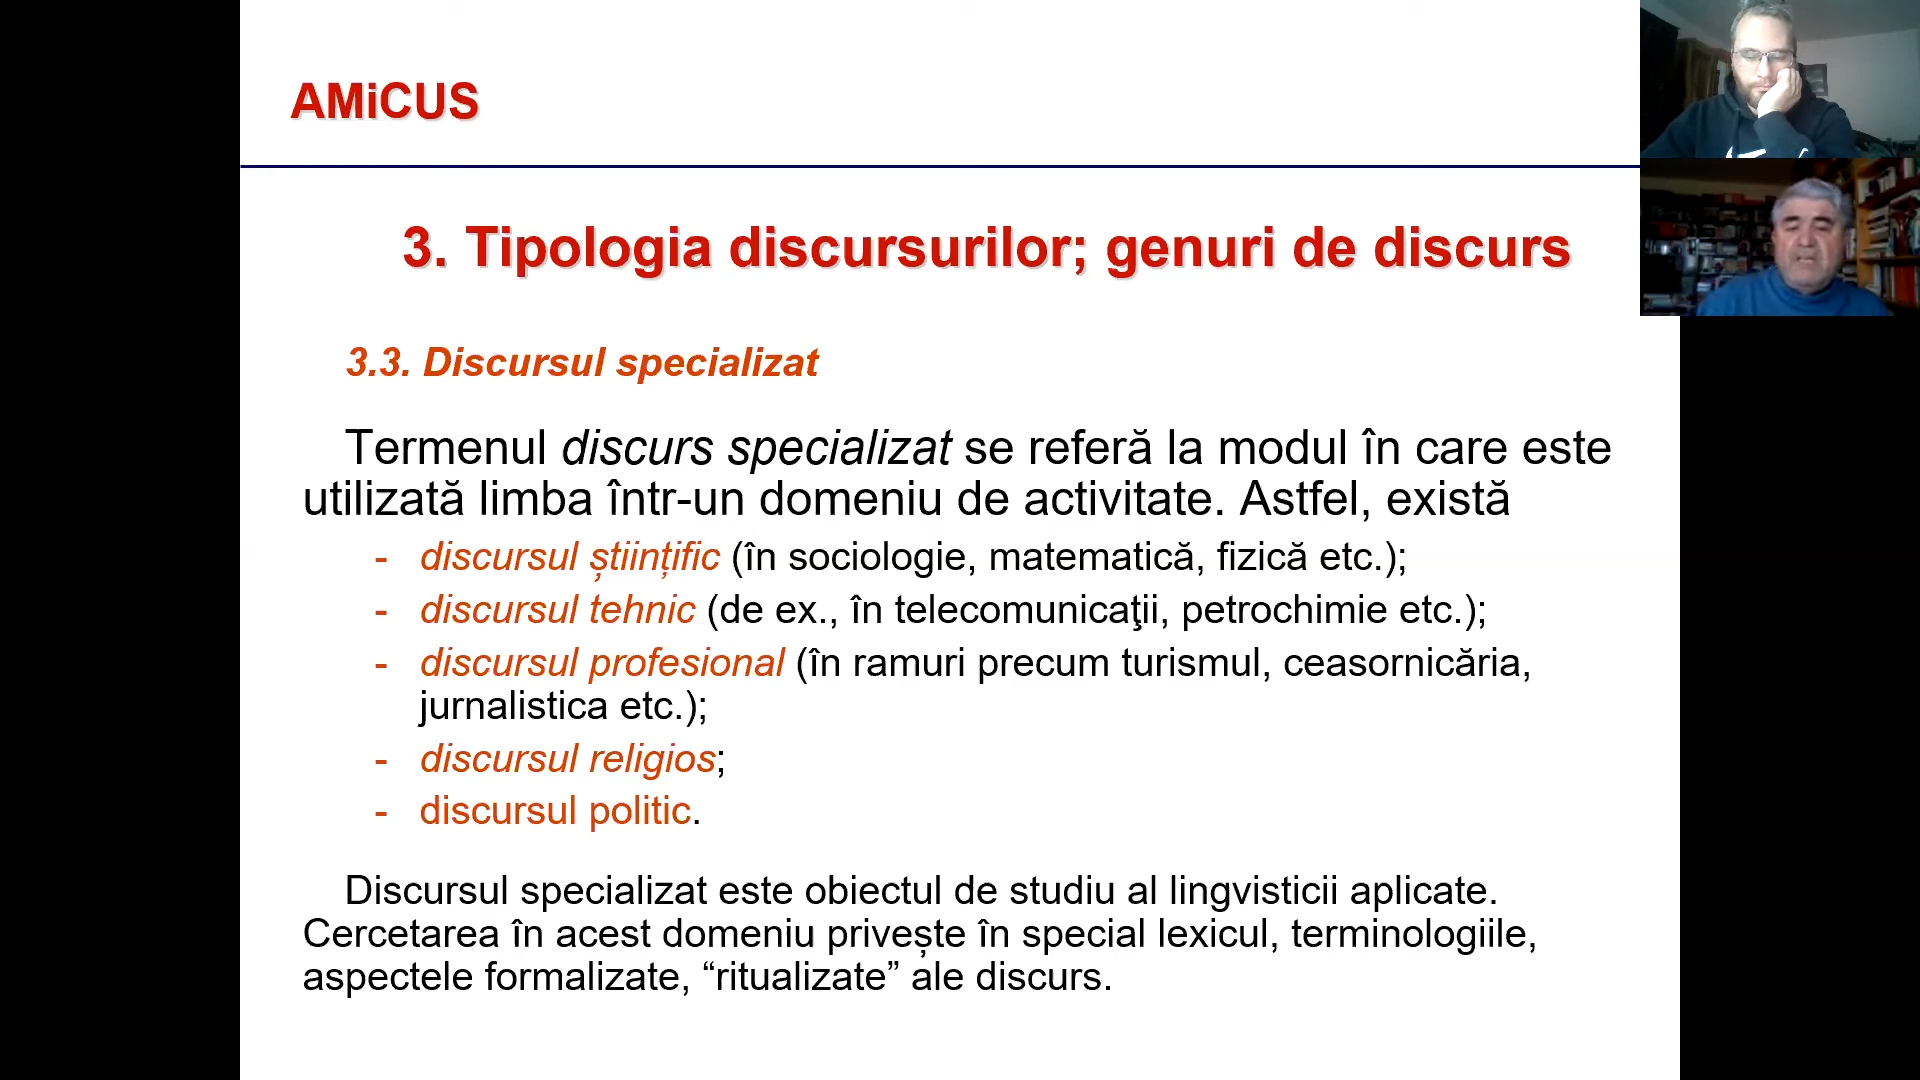 AMiCUS
3. Tipologia discursurilor; genuri de discurs
3.3. Discursul specializat
Termenul discurs specializat se referă la modul în care este
utilizată limba într-un domeniu de activitate. Astfel, există
- discursul științific (în sociologie, matematică, fizică etc.);
- discursul tehnic (de ex., în telecomunicaţii, petrochimie etc.);
- discursul profesional (în ramuri precum turismul, ceasornicăria,
jurnalistica etc.);
- discursul religios;
- discursul politic.
Discursul specializat este obiectul de studiu al lingvisticii aplicate.
Cercetarea în acest domeniu privește în special lexicul, terminologiile,
aspectele formalizate, “ritualizate” ale discurs.